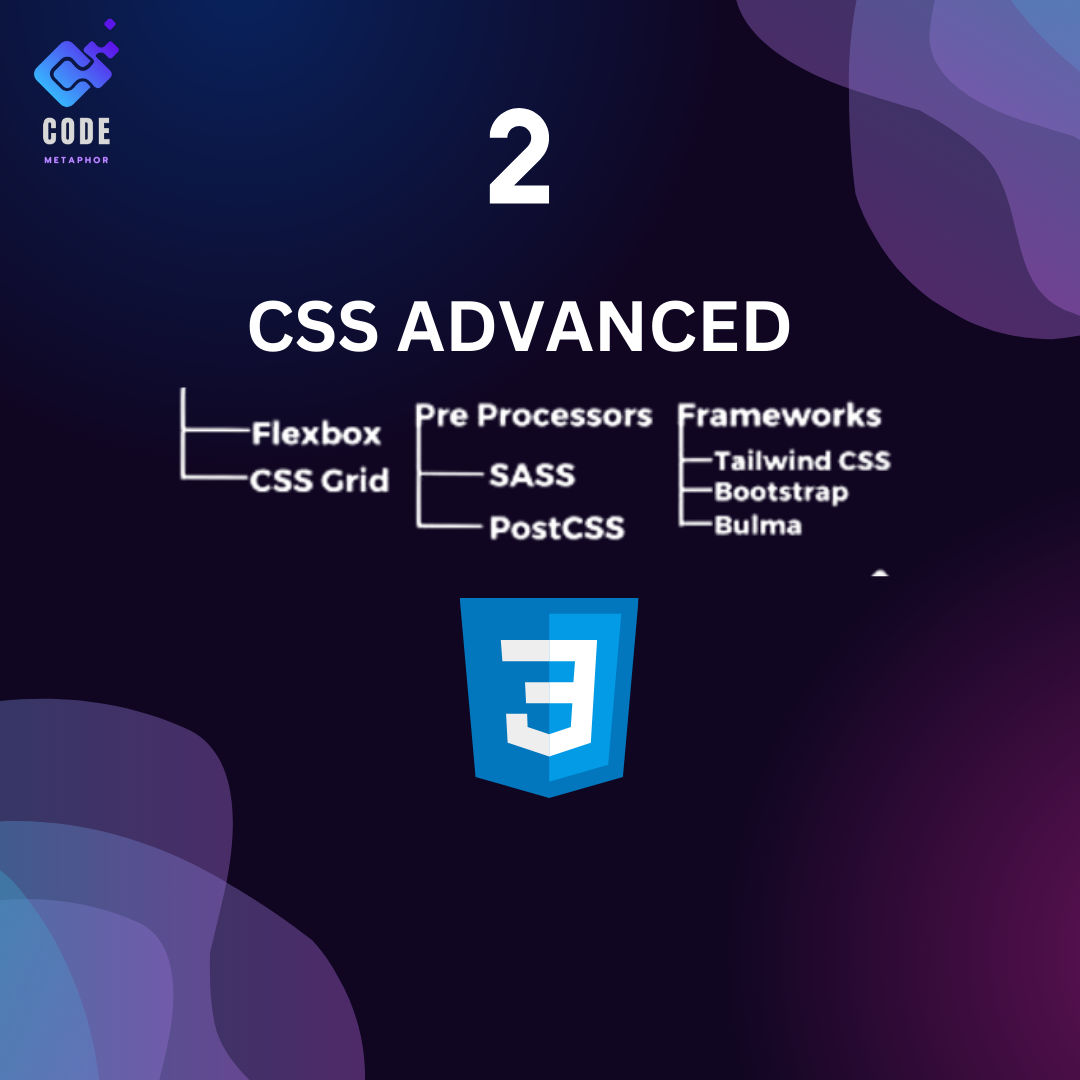 CODE
METAPHOR
2
CSS ADVANCED
Flexbox
CSS Grid
Pre Processors
SASS
PostCSS
Frameworks
Tailwind CSS
Bootstrap
Bulma
3